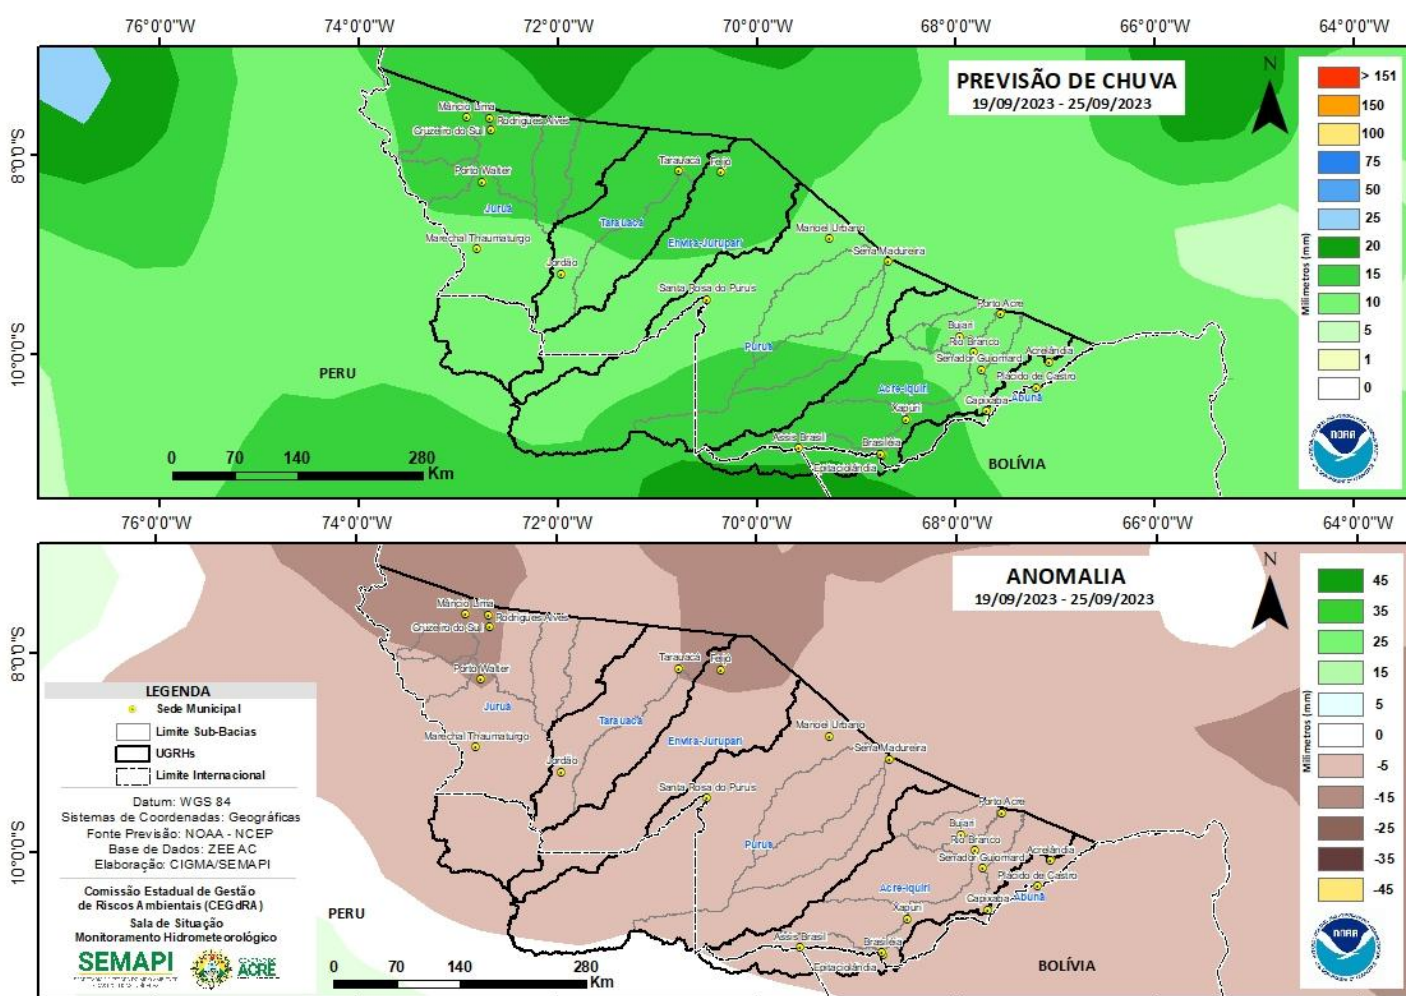 76°0'0"W 74°0'0"W 72°0'0"W 70°0'0"W 68°0'0"W 66°0'0"W 64°0'0"W
PREVISÃO DE CHUVA
19/09/2023 - 25/09/2023
N
8°0'0"S
10°0'0"S
Mâncio Lima
Rodrigues Alves
Cruzeiro do Sul
Porto Walter
Juruá
Marechal Thaumaturgo
Tarauacá
Feijó
Tarauacá
Envira-Jurupari
Jordão
Santa Rosa do Purus
Manoel Urbano
Sena Madureira
Purus
Porto Acre
Bujari
Rio Branco
Senador Guiomard
Acrelândia
Plácido de Castro
Abunã
Acre-Iquiri
Capixaba
Xapuri
Assis Brasil
Brasiléia
Epitaciolândia
PERU
BOLÍVIA
0 70 140 280
Km
Milímetros (mm)
> 151
150
100
75
50
25
20
15
10
5
1
0
NOAA
76°0'0"W 74°0'0"W 72°0'0"W 70°0'0"W 68°0'0"W 66°0'0"W 64°0'0"W
ANOMALIA
19/09/2023 - 25/09/2023
N
8°0'0"S
10°0'0"S
Mâncio Lima
Rodrigues Alves
Cruzeiro do Sul
Porto Walter
Juruá
Marechal Thaumaturgo
Tarauacá
Feijó
Tarauacá
Envira-Jurupari
Jordão
Santa Rosa do Purus
Manoel Urbano
Sena Madureira
Purus
Porto Acre
Bujari
Rio Branco
Senador Guiomard
Acrelândia
Plácido de Castro
Abunã
Acre-Iquiri
Capixaba
Xapuri
Assis Brasil
Brasiléia
Epitaciolândia
PERU
BOLÍVIA
0 70 140 280
Km
Milímetros (mm)
45
35
25
15
5
0
-5
-15
-25
-35
-45
NOAA
LEGENDA
Sede Municipal
Limite Sub-Bacias
UGRHs
Limite Internacional
Datum: WGS 84
Sistemas de Coordenadas: Geográficas
Fonte Previsão: NOAA - NCEP
Base de Dados: ZEE AC
Elaboração: CIGMA/SEMAPI
Comissão Estadual de Gestão
de Riscos Ambientais (CEGdRA)
Sala de Situação
Monitoramento Hidrometeorológico
SEMAPI
ACRE